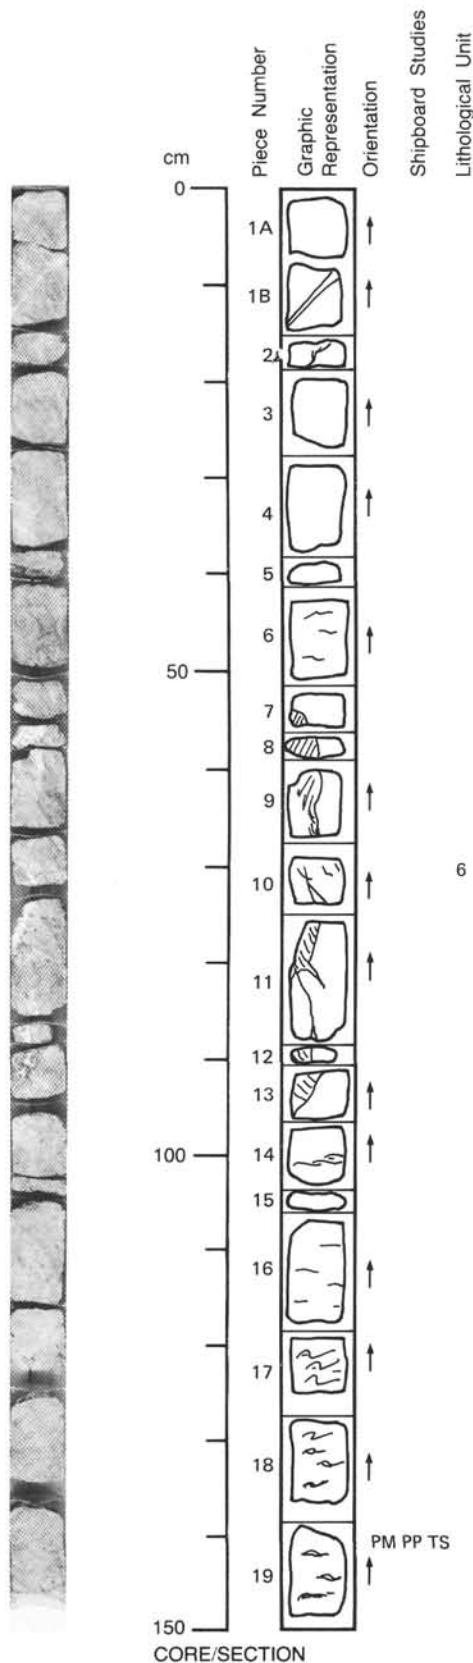 cm
Piece Number
Graphic
Representation
Orientation
Shipboard Studies
Lithological Unit
0
1A
1B
2
3
4
5
6
50
7
8
9
10
6
11
12
13
100
14
15
16
17
18
PM PP TS
19
150
CORE/SECTION